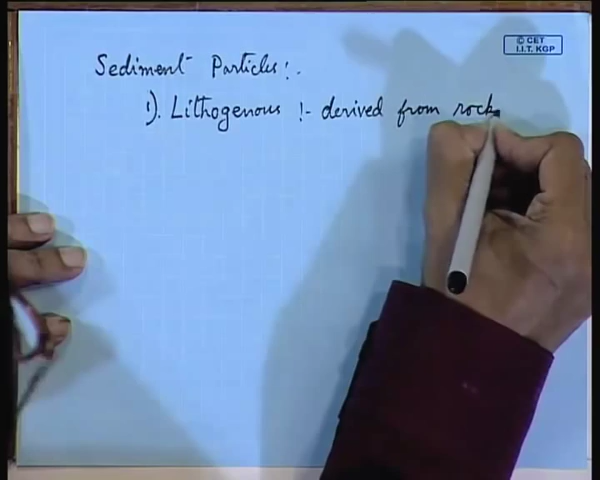 © CET
I.I.T. KGP
Sediment Particles :-
1). Lithogenous :- derived from rock